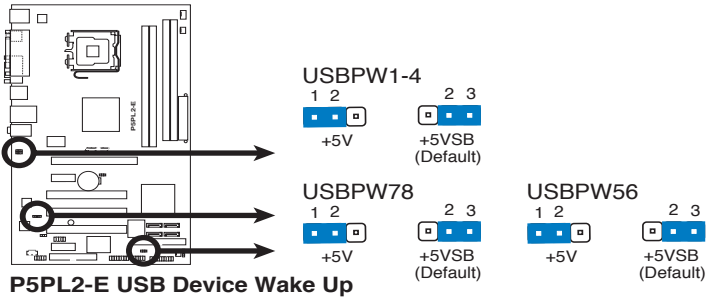 P5PL2-E
USBPW1-4
1 2
2 3
+5V
+5VSB
(Default)
USBPW78
1 2
2 3
+5V
+5VSB
(Default)
USBPW56
1 2
2 3
+5V
+5VSB
(Default)
P5PL2-E USB Device Wake Up